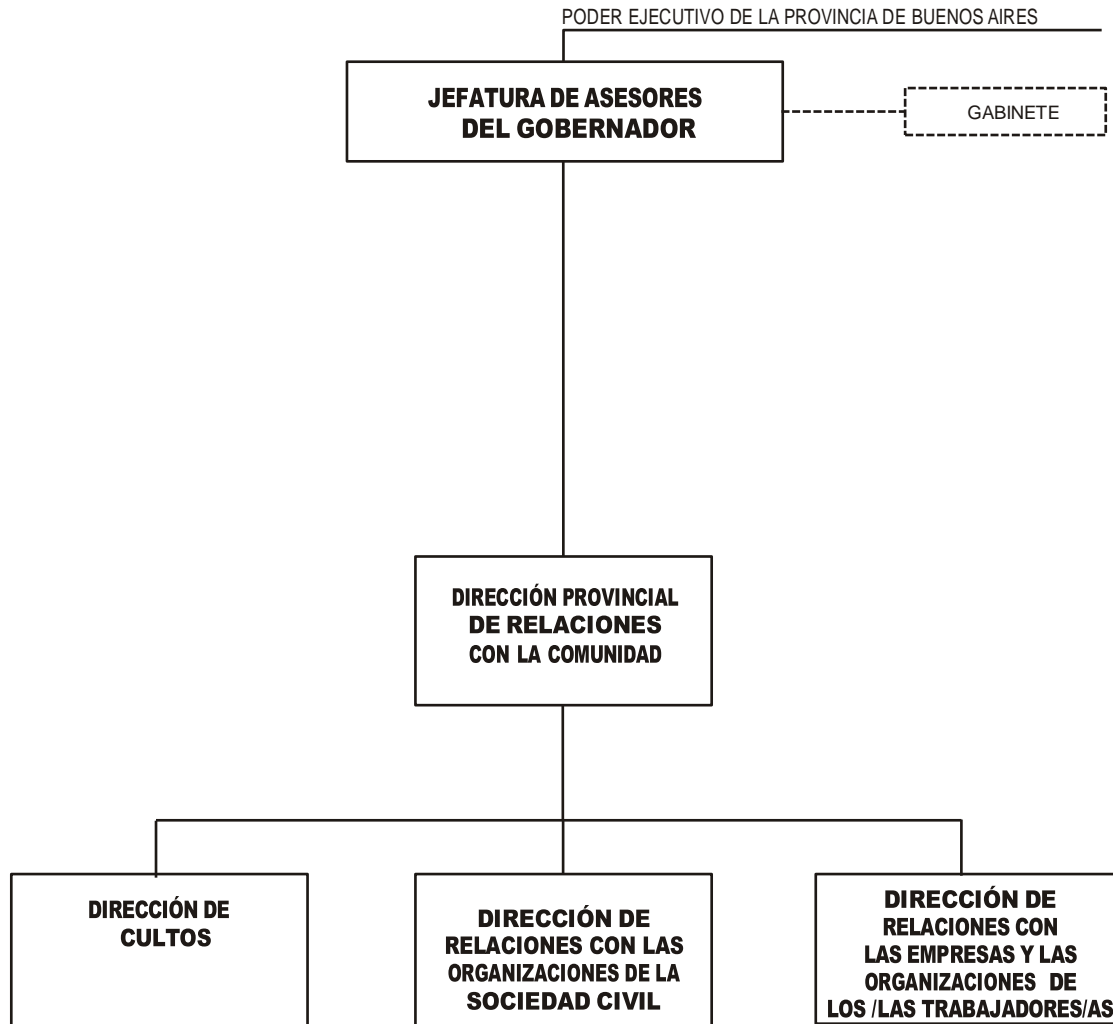 PODER EJECUTIVO DE LA PROVINCIA DE BUENOS AIRES
JEFATURA DE ASESORES
DEL GOBERNADOR
GABINETE
DIRECCIÓN PROVINCIAL
DE RELACIONES
CON LA COMUNIDAD
DIRECCIÓN DE
CULTOS
DIRECCIÓN DE
RELACIONES CON LAS
ORGANIZACIONES DE LA
SOCIEDAD CIVIL
DIRECCIÓN DE
RELACIONES CON
LAS EMPRESAS Y LAS
ORGANIZACIONES DE
LOS /LAS TRABAJADORES/AS